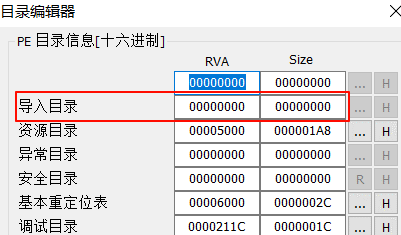 目录编辑器
PE 目录信息[十六进制]
RVA Size
00000000 00000000 ... H
导入目录 00000000 00000000 ... H
资源目录 00005000 000001A8 ... H
异常目录 00000000 00000000 ... H
安全目录 00000000 00000000 R H
基本重定位表 00006000 0000002C ... H
调试目录 0000211C 0000001C ... H